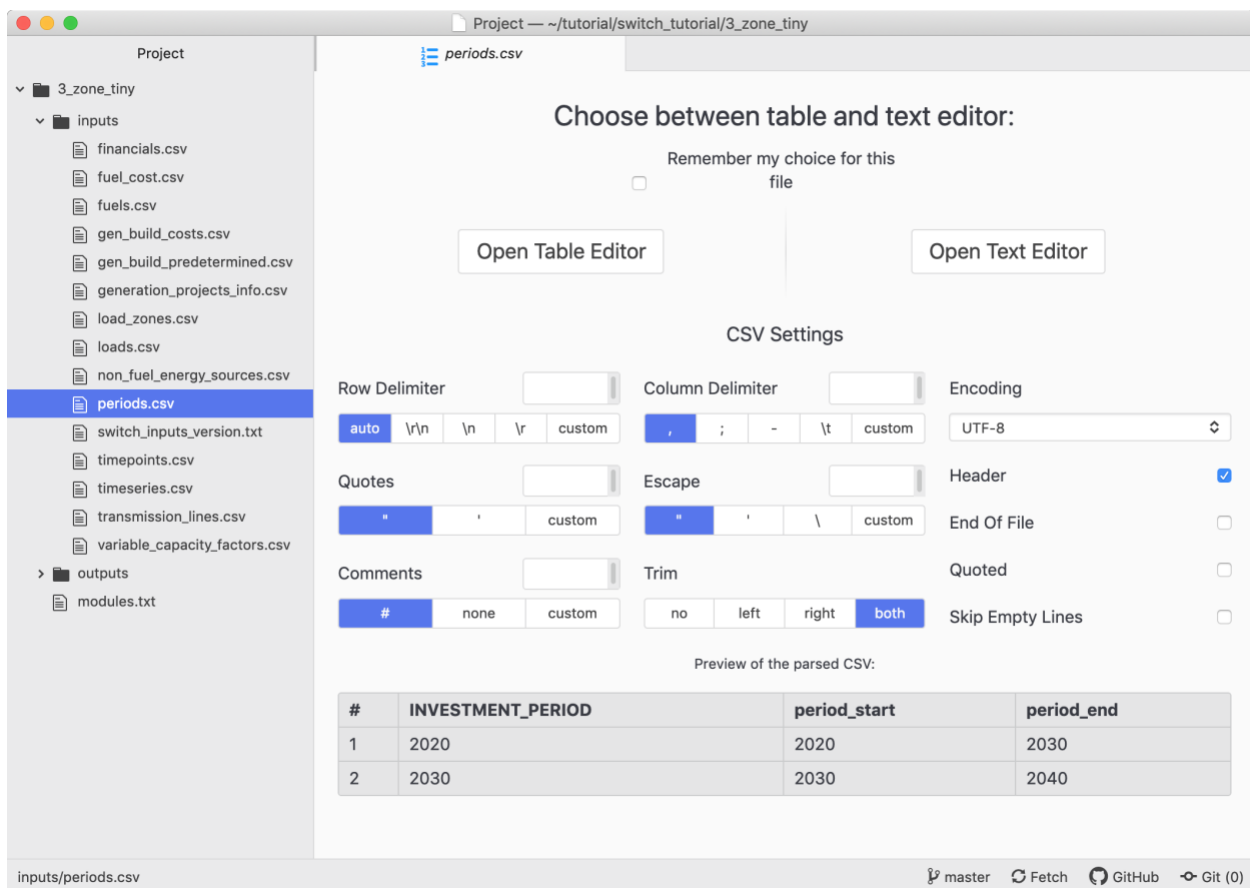 Project — ~/tutorial/switch_tutorial/3_zone_tiny
Project
3_zone_tiny
inputs
financials.csv
fuel_cost.csv
fuels.csv
gen_build_costs.csv
gen_build_predetermined.csv
generation_projects_info.csv
load_zones.csv
loads.csv
non_fuel_energy_sources.csv
periods.csv
switch_inputs_version.txt
timepoints.csv
timeseries.csv
transmission_lines.csv
variable_capacity_factors.csv
outputs
modules.txt
periods.csv
Choose between table and text editor:
Remember my choice for this
file
Open Table Editor Open Text Editor
CSV Settings
Row Delimiter
auto \r\n \n \r custom
Column Delimiter
, ; - \t custom
Encoding
UTF-8
Quotes
" ' custom
Escape
" ' \ custom
Header
End Of File
Comments
# none custom
Trim
no left right both
Quoted
Skip Empty Lines
Preview of the parsed CSV:
# INVESTMENT_PERIOD period_start period_end
1 2020 2020 2030
2 2030 2030 2040
inputs/periods.csv master Fetch GitHub Git (0)